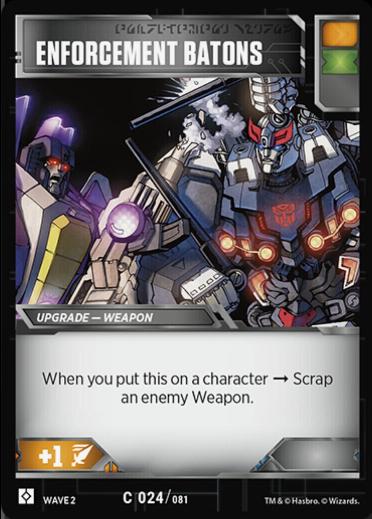 ENFORCEMENT BATONS
UPGRADE — WEAPON
When you put this on a character → Scrap
an enemy Weapon.
+1
WAVE 2 C 024/081 TM & © Hasbro. © Wizards.